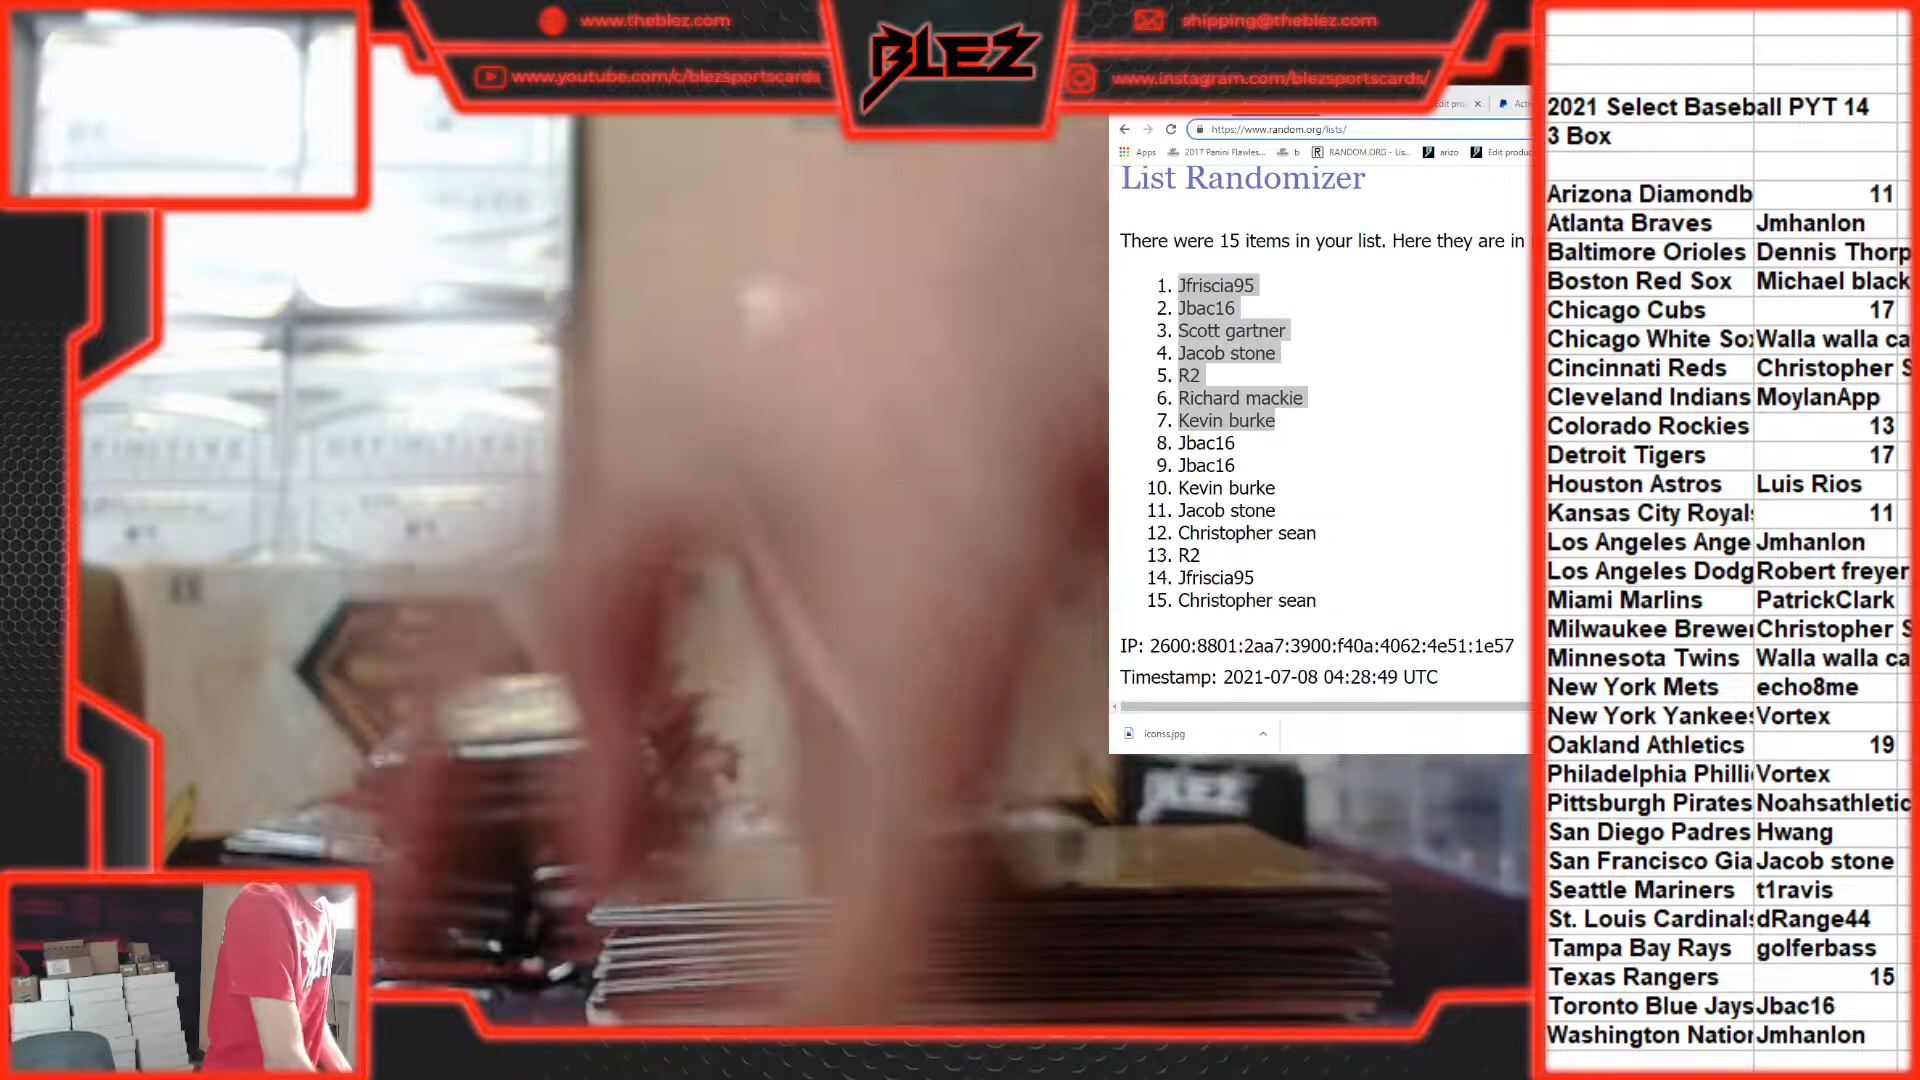 www.theblez.com
www.youtube.com/c/blezsportscards
BLEZ
shipping@theblez.com
www.instagram.com/blezsportscards/
https://www.random.org/lists/
Apps
2017 Panini Flawles...
b
RANDOM.ORG - Lis...
arizo
Edit produc
List Randomizer
There were 15 items in your list. Here they are in
1. Jfriscia95
2. Jbac16
3. Scott gartner
4. Jacob stone
5. R2
6. Richard mackie
7. Kevin burke
8. Jbac16
9. Jbac16
10. Kevin burke
11. Jacob stone
12. Christopher sean
13. R2
14. Jfriscia95
15. Christopher sean
IP: 2600:8801:2aa7:3900:f40a:4062:4e51:1e57
Timestamp: 2021-07-08 04:28:49 UTC
iconss.jpg
BLEZ
2021 Select Baseball PYT 14
3 Box
Arizona Diamondb 11
Atlanta Braves Jmhanlon
Baltimore Orioles Dennis Thorp
Boston Red Sox Michael black
Chicago Cubs 17
Chicago White So Walla walla ca
Cincinnati Reds Christopher S
Cleveland Indians MoylanApp
Colorado Rockies 13
Detroit Tigers 17
Houston Astros Luis Rios
Kansas City Royal 11
Los Angeles Ange Jmhanlon
Los Angeles Dodg Robert freyer
Miami Marlins PatrickClark
Milwaukee Brewe Christopher S
Minnesota Twins Walla walla ca
New York Mets echo8me
New York Yankees Vortex
Oakland Athletics 19
Philadelphia Philli Vortex
Pittsburgh Pirates Noahsathletic
San Diego Padres Hwang
San Francisco Gia Jacob stone
Seattle Mariners t1ravis
St. Louis Cardinals dRange44
Tampa Bay Rays golferbass
Texas Rangers 15
Toronto Blue Jays Jbac16
Washington Natio Jmhanlon